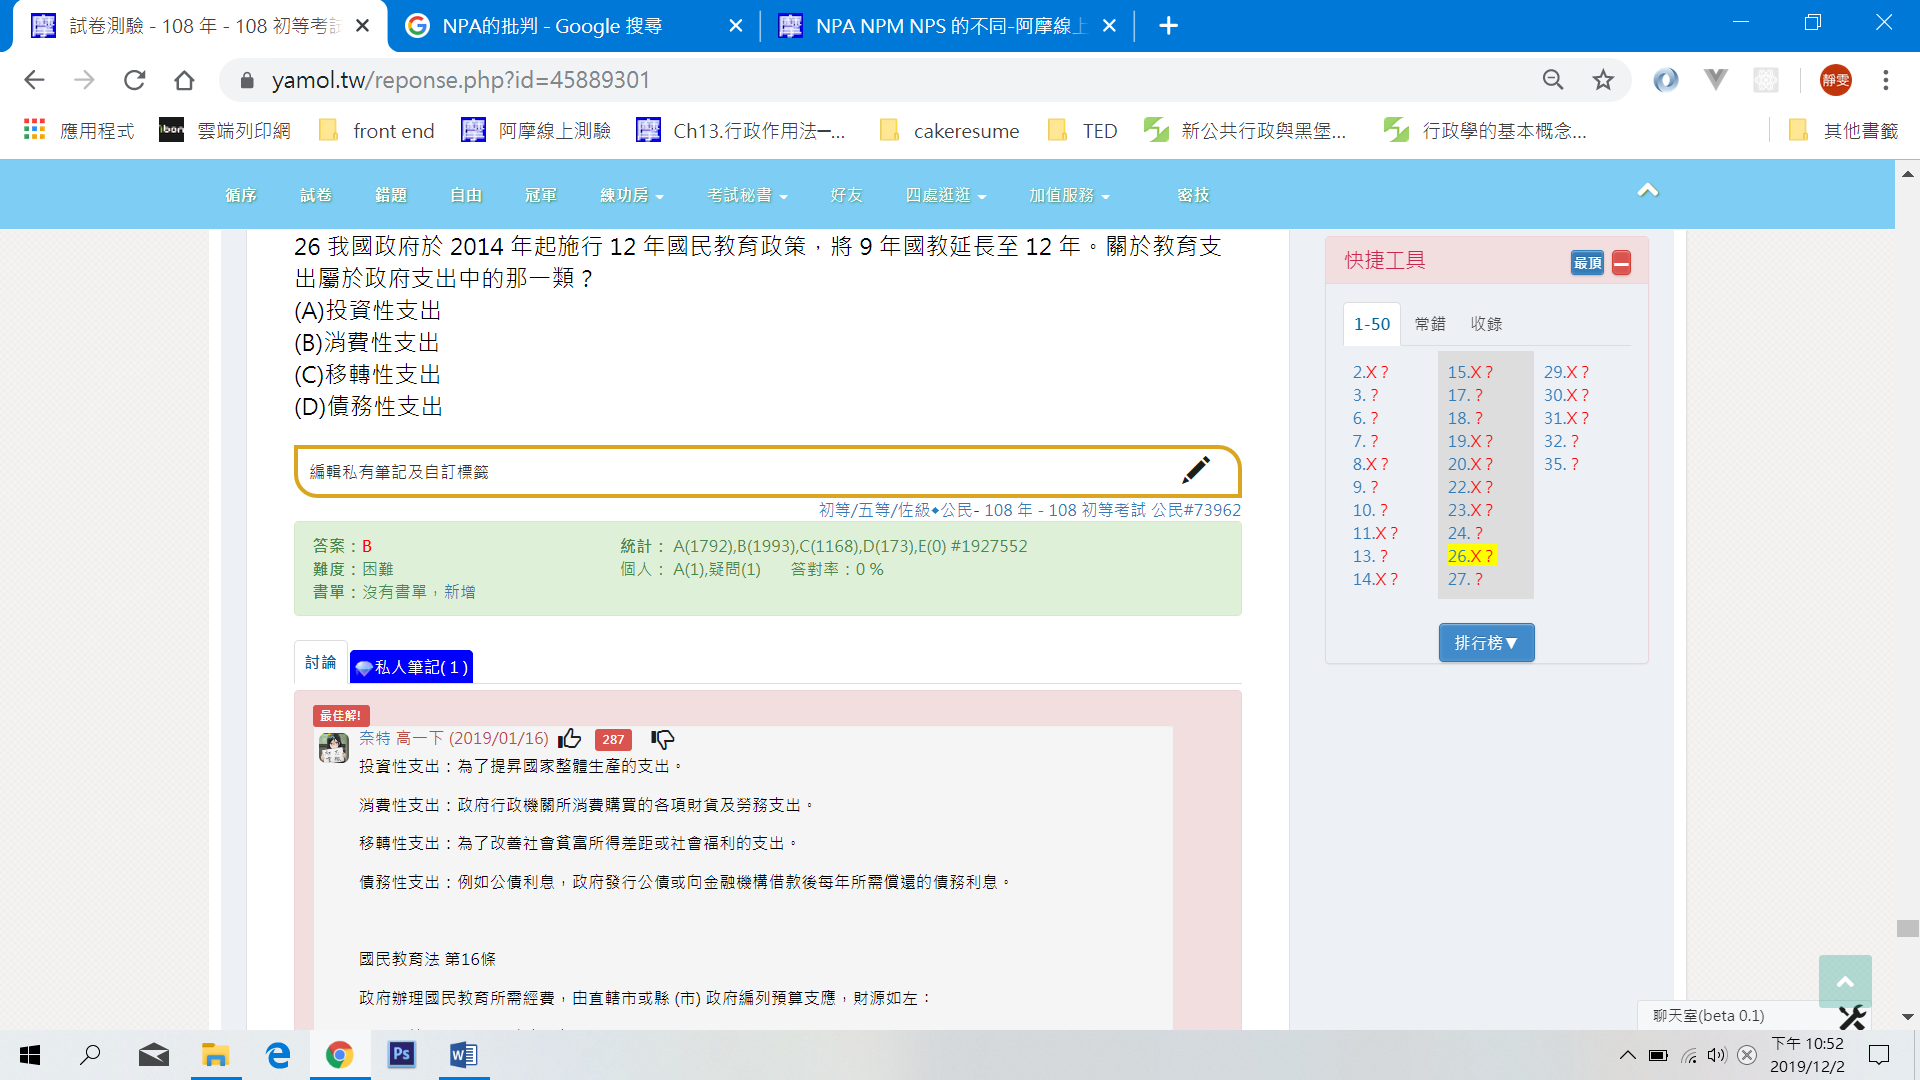 試卷測驗 - 108 年 - 108 初等考試
NPA的批判 - Google 搜尋
NPA NPM NPS 的不同-阿摩線上
yamol.tw/reponse.php?id=45889301
靜雯
應用程式
ibon
雲端列印網
front end
阿摩線上測驗
Ch13.行政作用法─...
cakeresume
TED
新公共行政與黑堡...
行政學的基本概念...
其他書籤
循序 試卷 錯題 自由 冠軍 練功房 考試秘書 好友 四處逛逛 加值服務 密技
26 我國政府於 2014 年起施行 12 年國民教育政策，將 9 年國教延長至 12 年。關於教育支
出屬於政府支出中的那一類？
(A)投資性支出
(B)消費性支出
(C)移轉性支出
(D)債務性支出
編輯私有筆記及自訂標籤
初等/五等/佐級◆公民- 108 年 - 108 初等考試 公民#73962
答案：B
統計： A(1792),B(1993),C(1168),D(173),E(0) #1927552
難度：困難
個人： A(1),疑問(1) 答對率：0 %
書單：沒有書單，新增
討論
私人筆記( 1 )
最佳解!
奈特 高一下 (2019/01/16) 287
投資性支出：為了提昇國家整體生產的支出。
消費性支出：政府行政機關所消費購買的各項財貨及勞務支出。
移轉性支出：為了改善社會貧富所得差距或社會福利的支出。
債務性支出：例如公債利息，政府發行公債或向金融機構借款後每年所需償還的債務利息。
國民教育法 第16條
政府辦理國民教育所需經費，由直轄市或縣 (市) 政府編列預算支應，財源如左：
快捷工具
最頂
1-50 常錯 收錄
2.X ? 15.X ? 29.X ?
3. ? 17. ? 30.X ?
6. ? 18. ? 31.X ?
7. ? 19.X ? 32. ?
8.X ? 20.X ? 35. ?
9. ? 22.X ?
10. ? 23.X ?
11.X ? 24. ?
13. ? 26.X ?
14.X ? 27. ?
排行榜▼
聊天室(beta 0.1)
Ps
下午 10:52
2019/12/2